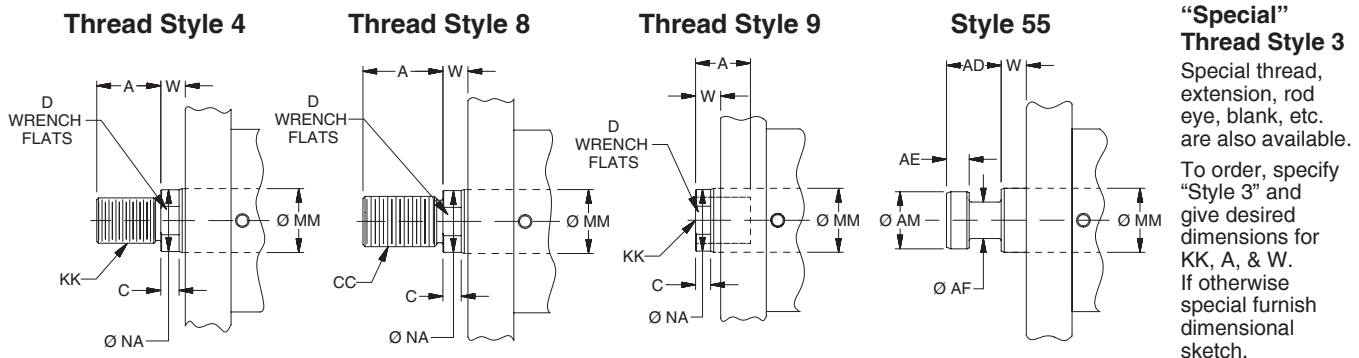 Thread Style 4
A
W
D
WRENCH
FLATS
Ø MM
KK
C
Ø NA
Thread Style 8
A
W
D
WRENCH
FLATS
Ø MM
CC
C
Ø NA
Thread Style 9
A
W
D
WRENCH
FLATS
Ø MM
KK
C
Ø NA
Style 55
AD
W
AE
Ø AM
Ø MM
Ø AF
“Special”
Thread Style 3
Special thread,
extension, rod
eye, blank, etc.
are also available.
To order, specify
“Style 3” and
give desired
dimensions for
KK, A, & W.
If otherwise
special furnish
dimensional
sketch.